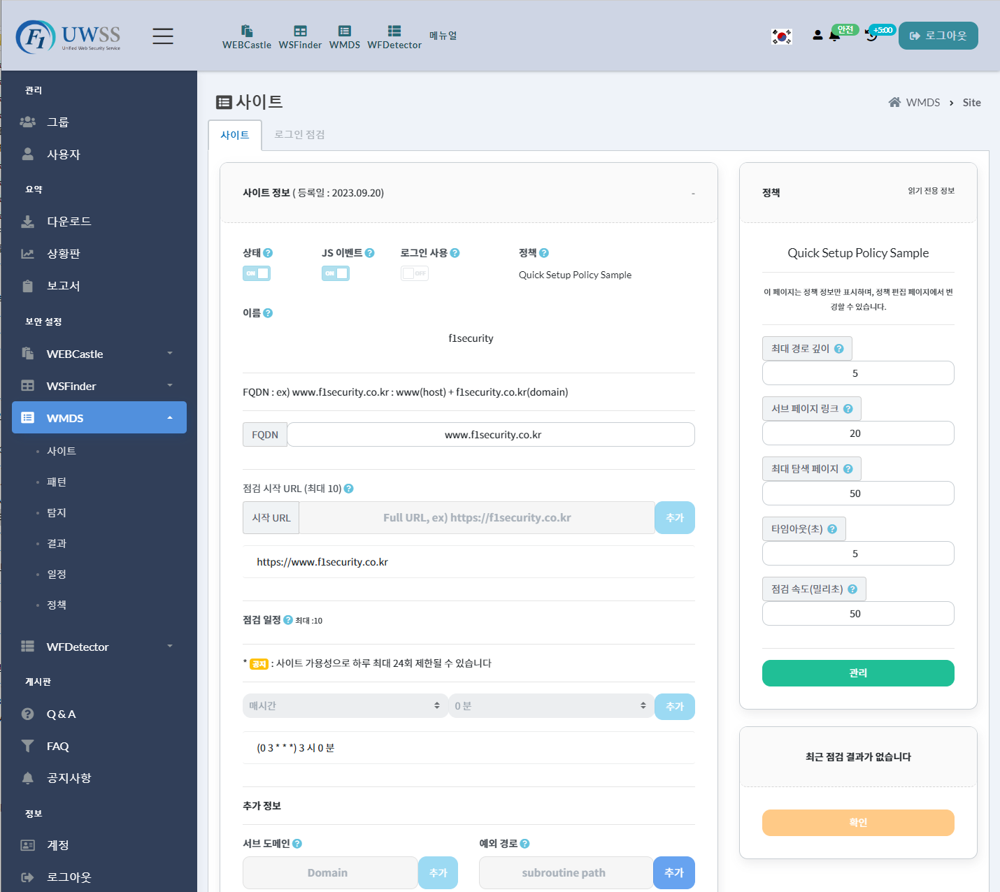 F1 UWSS
Unified Web Security Service
WEBCastle
WSFinder
WMDS
WFDetector
메뉴얼
안전
+5:00
로그아웃
관리
그룹
사용자
요약
다운로드
상황판
보고서
보안 설정
WEBCastle
WSFinder
WMDS
사이트
패턴
탐지
결과
일정
정책
WFDetector
게시판
Q & A
FAQ
공지사항
정보
계정
로그아웃
사이트
WMDS > Site
사이트
로그인 점검
사이트 정보 ( 등록일 : 2023.09.20)
-
상태
ON
JS 이벤트
ON
로그인 사용
OFF
정책
Quick Setup Policy Sample
이름
f1security
FQDN : ex) www.f1security.co.kr : www(host) + f1security.co.kr(domain)
FQDN
www.f1security.co.kr
점검 시작 URL (최대 10)
시작 URL
Full URL, ex) https://f1security.co.kr
추가
https://www.f1security.co.kr
점검 일정 최대 :10
* 공지 : 사이트 가용성으로 하루 최대 24회 제한될 수 있습니다
매시간
0 분
추가
(0 3 * * *) 3 시 0 분
추가 정보
서브 도메인
Domain
추가
예외 경로
subroutine path
추가
정책
읽기 전용 정보
Quick Setup Policy Sample
이 페이지는 정책 정보만 표시하며, 정책 편집 페이지에서 변
경할 수 있습니다.
최대 경로 깊이
5
서브 페이지 링크
20
최대 탐색 페이지
50
타임아웃(초)
5
점검 속도(밀리초)
50
관리
최근 점검 결과가 없습니다
확인